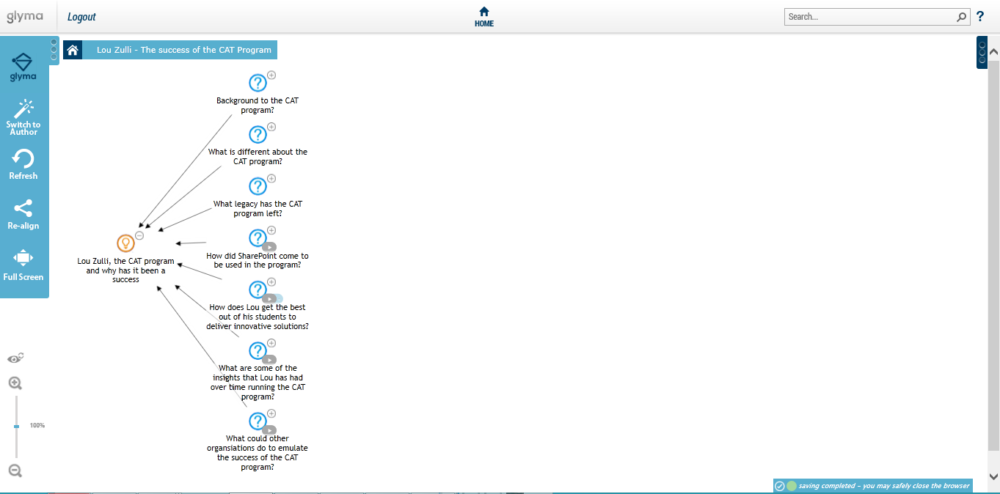 glyma
Logout
HOME
Search...
?
glyma
Switch to
Author
Refresh
Re-align
Full Screen
100%
Lou Zulli - The success of the CAT Program
Background to the CAT
program?
What is different about the
CAT program?
What legacy has the CAT
program left?
How did SharePoint come to
be used in the program?
Lou Zulli, the CAT program
and why has it been a
success
How does Lou get the best
out of his students to
deliver innovative solutions?
What are some of the
insights that Lou has had
over time running the CAT
program?
What could other
organsiations do to emulate
the success of the CAT
program?
saving completed - you may safely close the browser